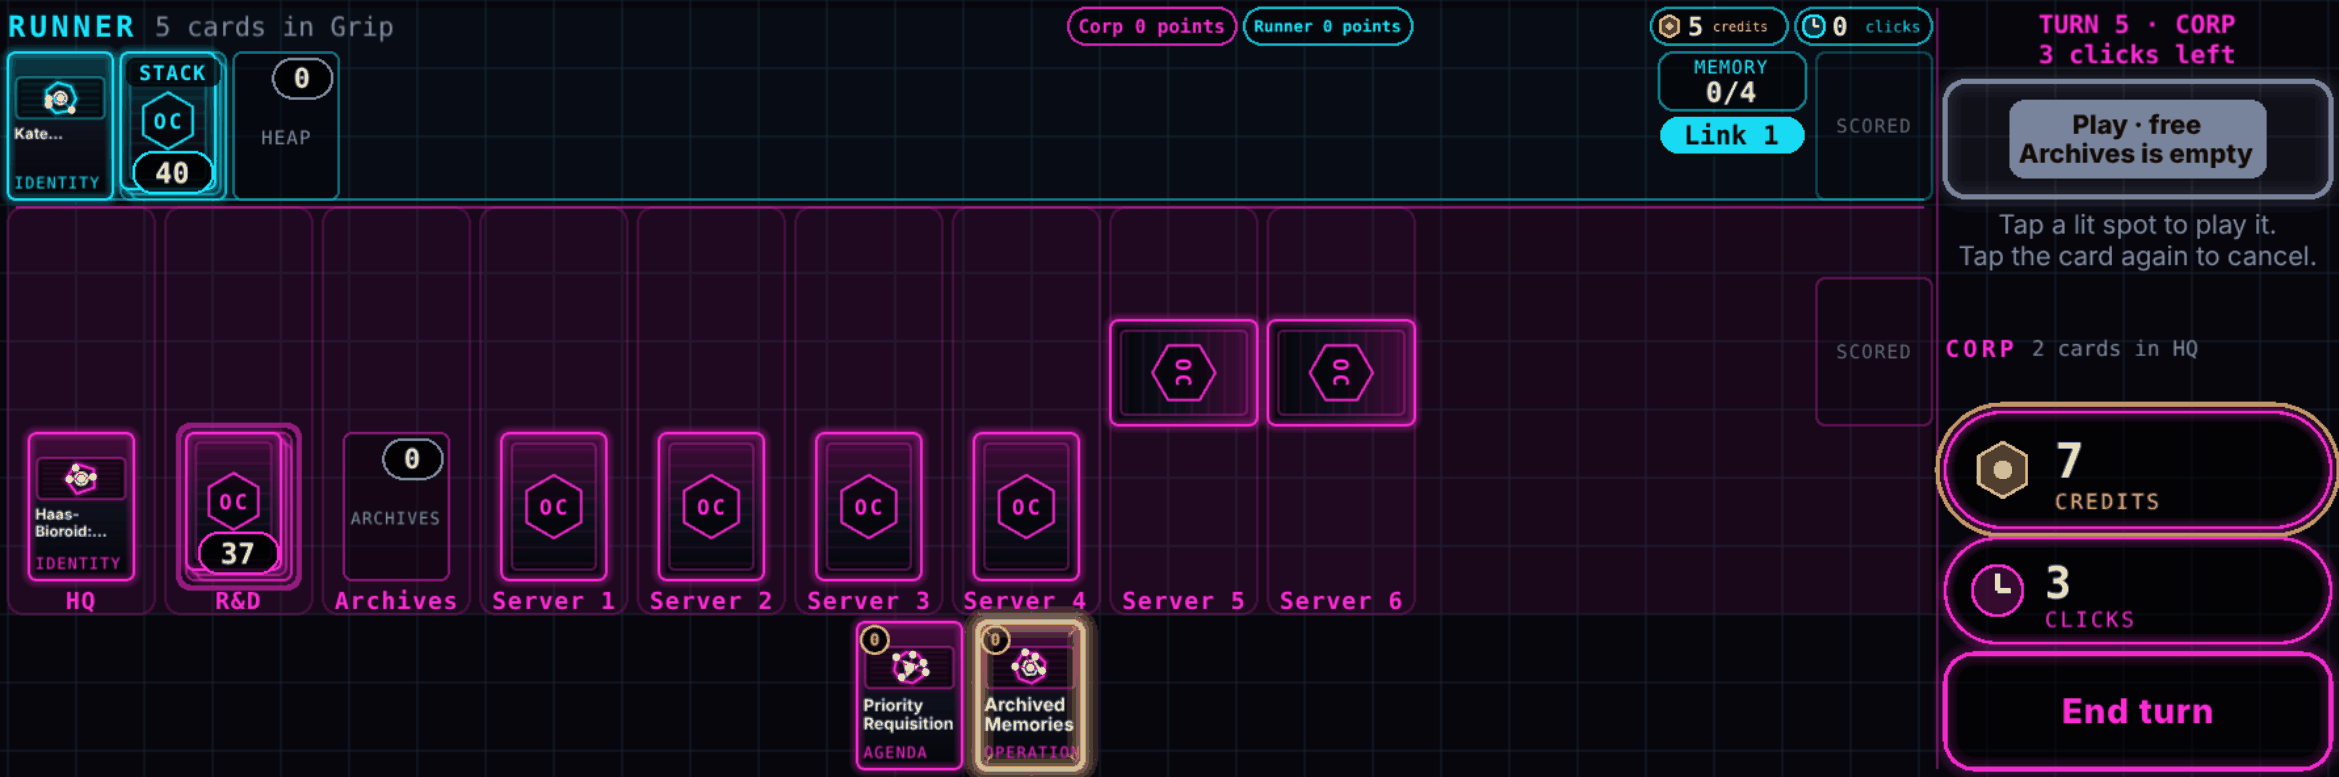 RUNNER 5 cards in Grip
Corp 0 points
Runner 0 points
5 credits
0 clicks
TURN 5 · CORP
3 clicks left
Kate...
IDENTITY
STACK
OC
40
0
HEAP
MEMORY
0/4
Link 1
SCORED
Play · free
Archives is empty
Tap a lit spot to play it.
Tap the card again to cancel.
OC
OC
SCORED
CORP 2 cards in HQ
Haas-
Bioroid:...
IDENTITY
HQ
OC
37
R&D
0
ARCHIVES
Archives
OC
Server 1
OC
Server 2
OC
Server 3
OC
Server 4
Server 5
Server 6
7
CREDITS
3
CLICKS
0
Priority
Requisition
AGENDA
0
Archived
Memories
OPERATION
End turn